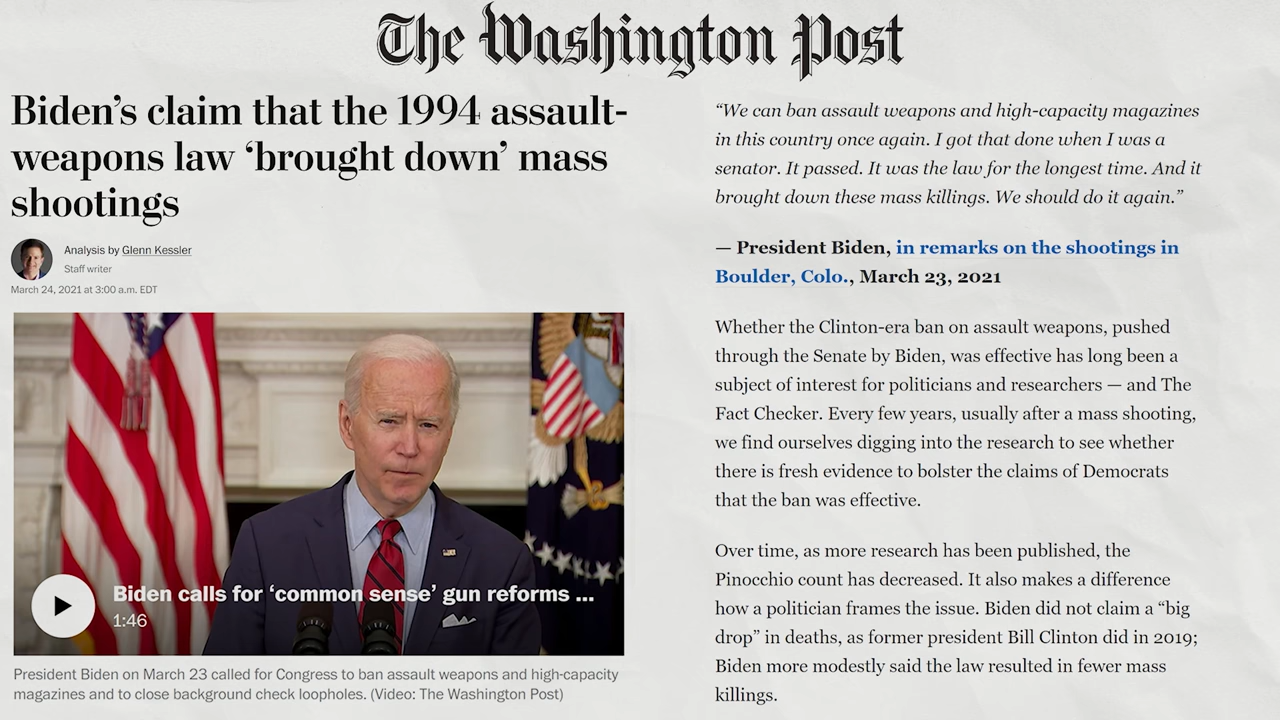 The Washington Post
Biden’s claim that the 1994 assault-
weapons law ‘brought down’ mass
shootings
Analysis by Glenn Kessler
Staff writer
March 24, 2021 at 3:00 a.m. EDT
Biden calls for ‘common sense’ gun reforms ...
1:46
President Biden on March 23 called for Congress to ban assault weapons and high-capacity
magazines and to close background check loopholes. (Video: The Washington Post)
“We can ban assault weapons and high-capacity magazines
in this country once again. I got that done when I was a
senator. It passed. It was the law for the longest time. And it
brought down these mass killings. We should do it again.”
— President Biden, in remarks on the shootings in
Boulder, Colo., March 23, 2021
Whether the Clinton-era ban on assault weapons, pushed
through the Senate by Biden, was effective has long been a
subject of interest for politicians and researchers — and The
Fact Checker. Every few years, usually after a mass shooting,
we find ourselves digging into the research to see whether
there is fresh evidence to bolster the claims of Democrats
that the ban was effective.
Over time, as more research has been published, the
Pinocchio count has decreased. It also makes a difference
how a politician frames the issue. Biden did not claim a “big
drop” in deaths, as former president Bill Clinton did in 2019;
Biden more modestly said the law resulted in fewer mass
killings.